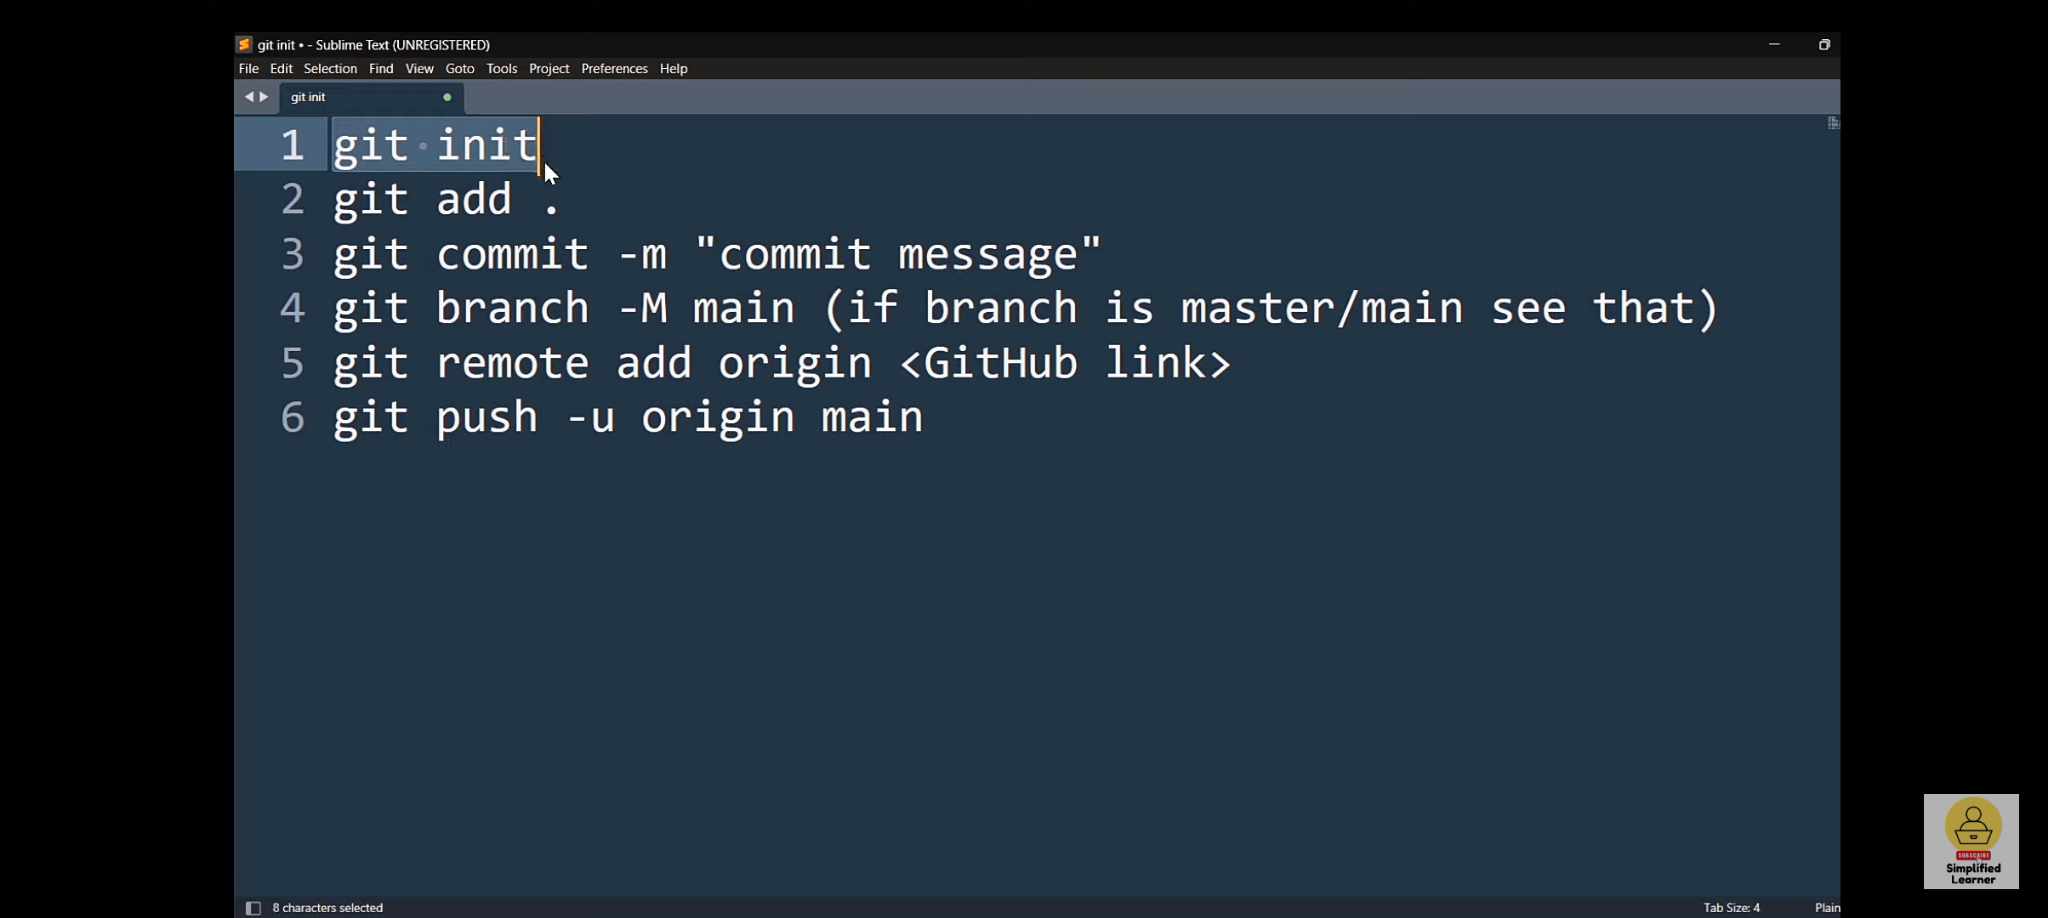 git init • - Sublime Text (UNREGISTERED)
File Edit Selection Find View Goto Tools Project Preferences Help
git init
1 git init
2 git add .
3 git commit -m "commit message"
4 git branch -M main (if branch is master/main see that)
5 git remote add origin <GitHub link>
6 git push -u origin main
SUBSCRIBE
Simplified
Learner
8 characters selected
Tab Size: 4
Plain